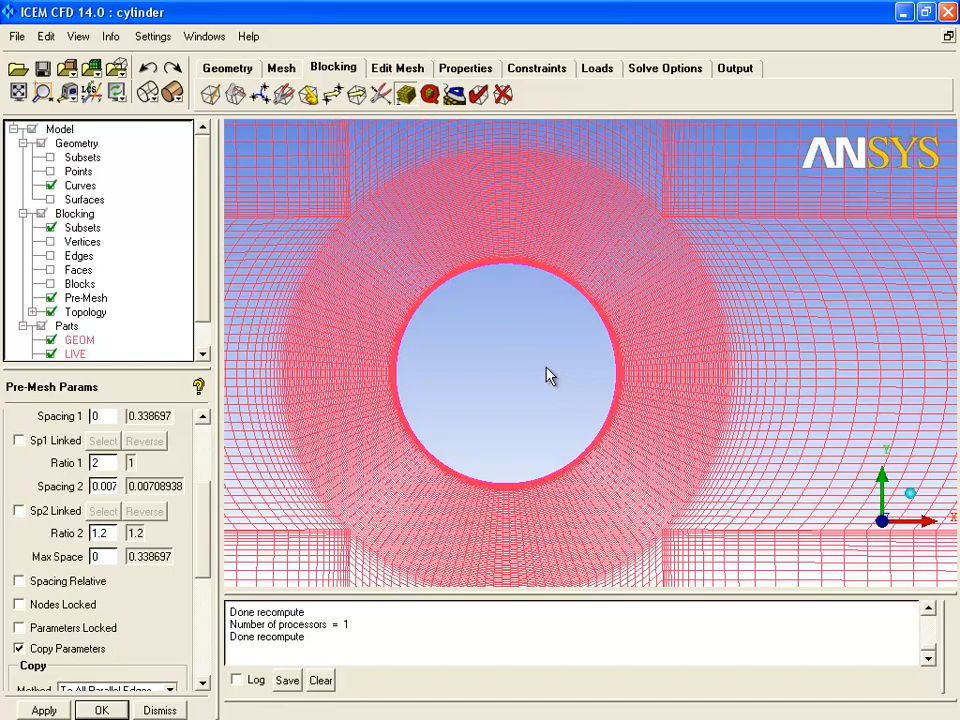 ICEM CFD 14.0 : cylinder
File Edit View Info Settings Windows Help
Geometry Mesh Blocking Edit Mesh Properties Constraints Loads Solve Options Output
Model
Geometry
Subsets
Points
Curves
Surfaces
Blocking
Subsets
Vertices
Edges
Faces
Blocks
Pre-Mesh
Topology
Parts
GEOM
LIVE
Pre-Mesh Params
Spacing 1 0 0.338697
Sp1 Linked Select Reverse
Ratio 1 2 1
Spacing 2 0.007 0.00708938
Sp2 Linked Select Reverse
Ratio 2 1.2 1.2
Max Space 0 0.338697
Spacing Relative
Nodes Locked
Parameters Locked
Copy Parameters
Copy
Method To All Parallel Edges
Apply OK Dismiss
ANSYS
Y
X
Done recompute
Number of processors = 1
Done recompute
Log Save Clear